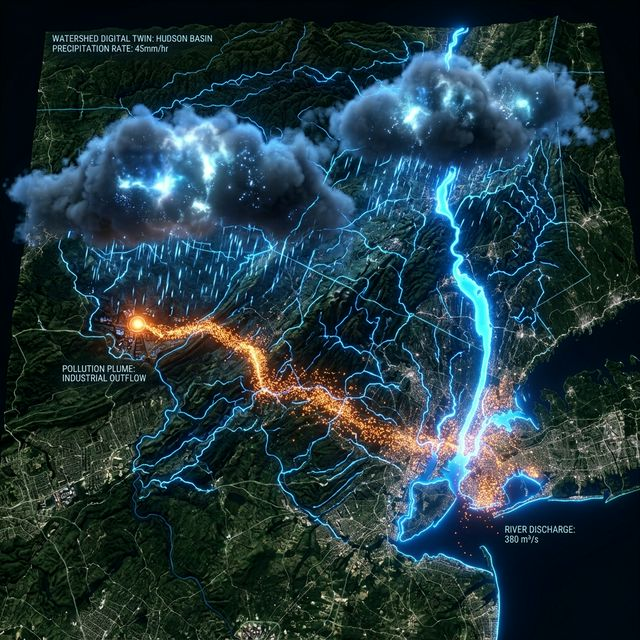 WATERSHED DIGITAL TWIN: HUDSON BASIN
PRECIPITATION RATE: 45mm/hr
POLLUTION PLUME:
INDUSTRIAL OUTFLOW
RIVER DISCHARGE:
380 m³/s